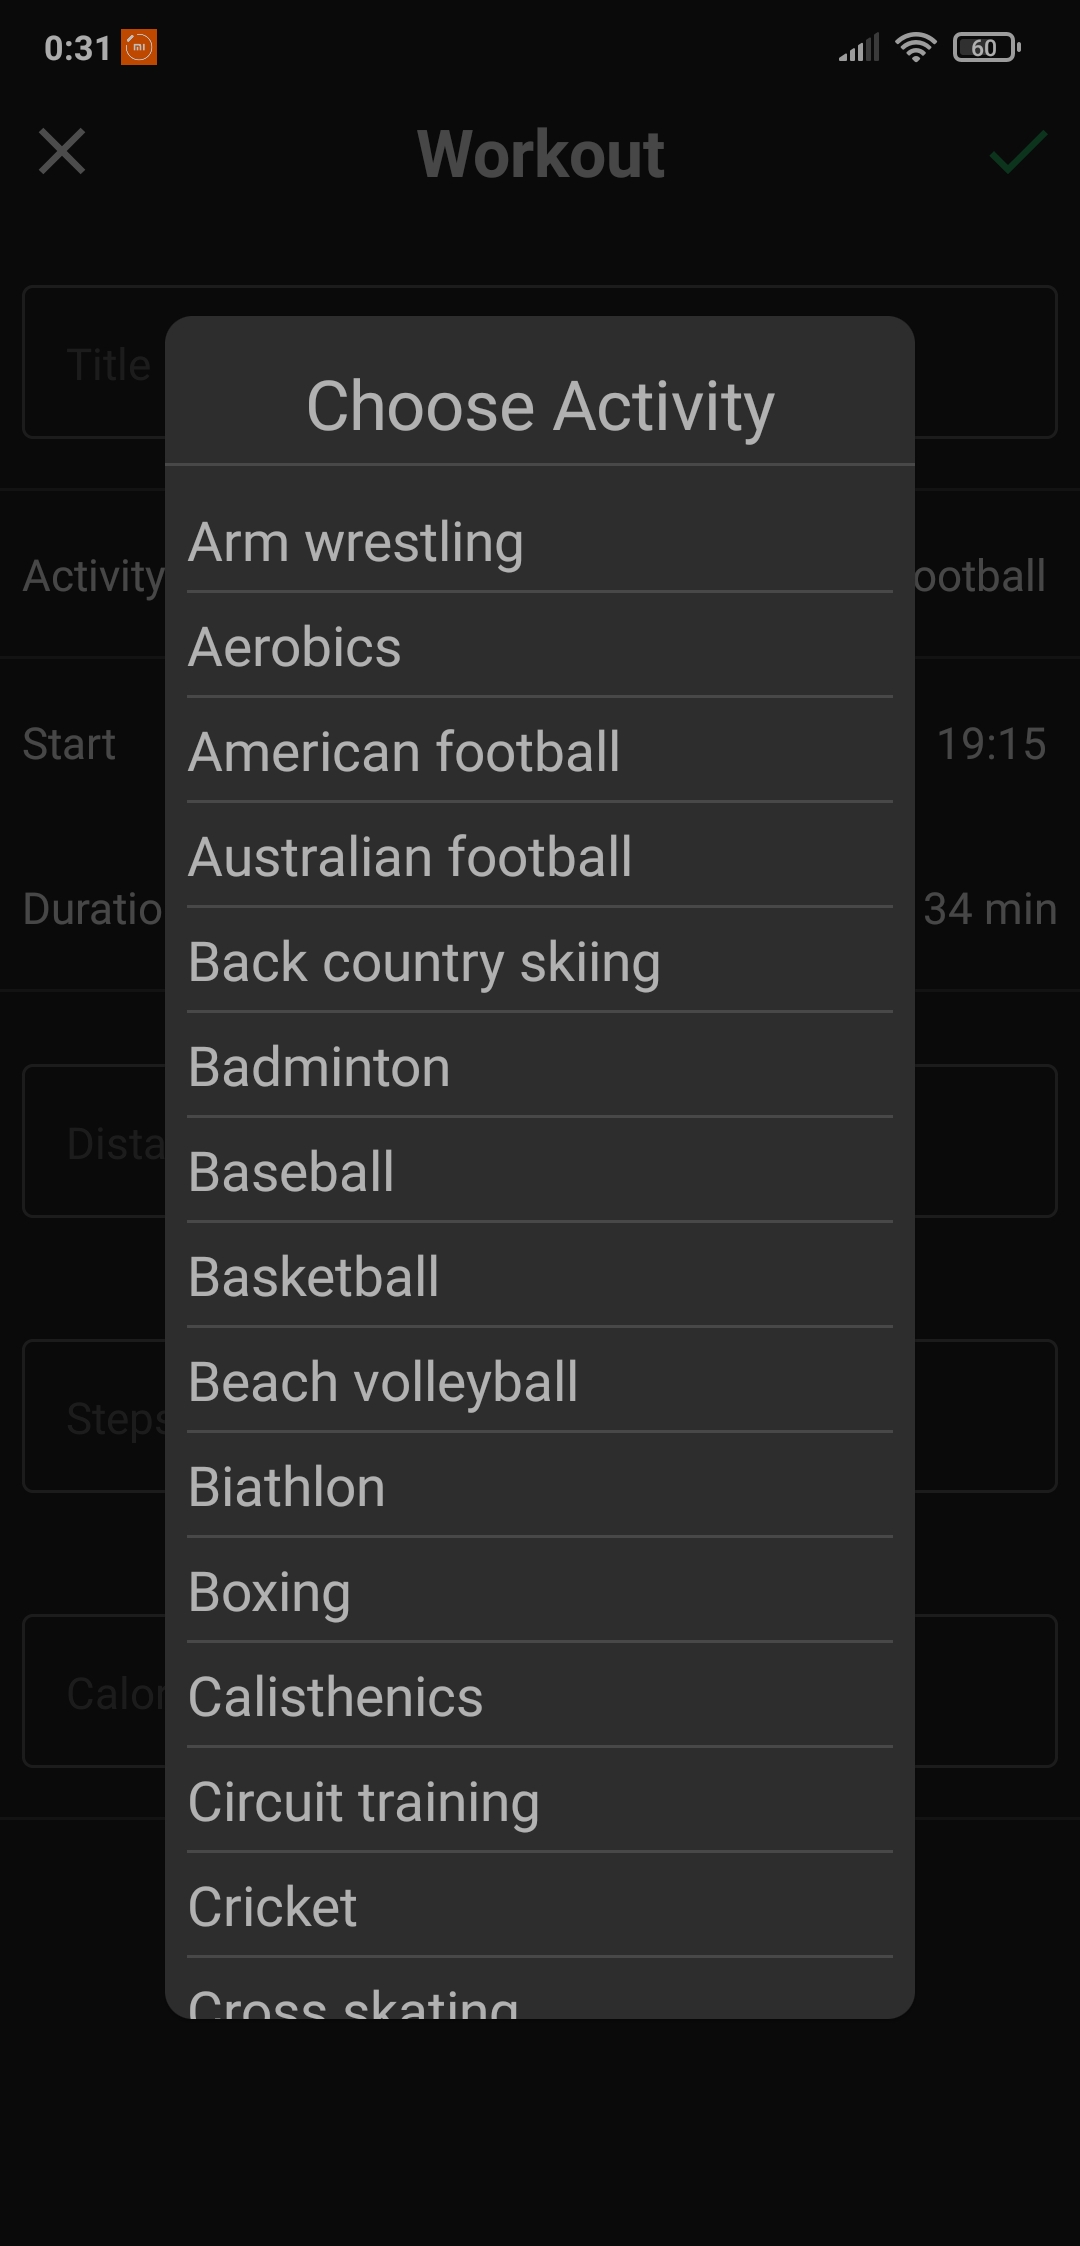 0:31
60
Workout
Title
Choose Activity
Arm wrestling
Activity
ootball
Aerobics
American football
Start
19:15
Australian football
Duratio
34 min
Back country skiing
Badminton
Dista
Baseball
Basketball
Beach volleyball
Steps
Biathlon
Boxing
Calisthenics
Calor
Circuit training
Cricket
Cross skating